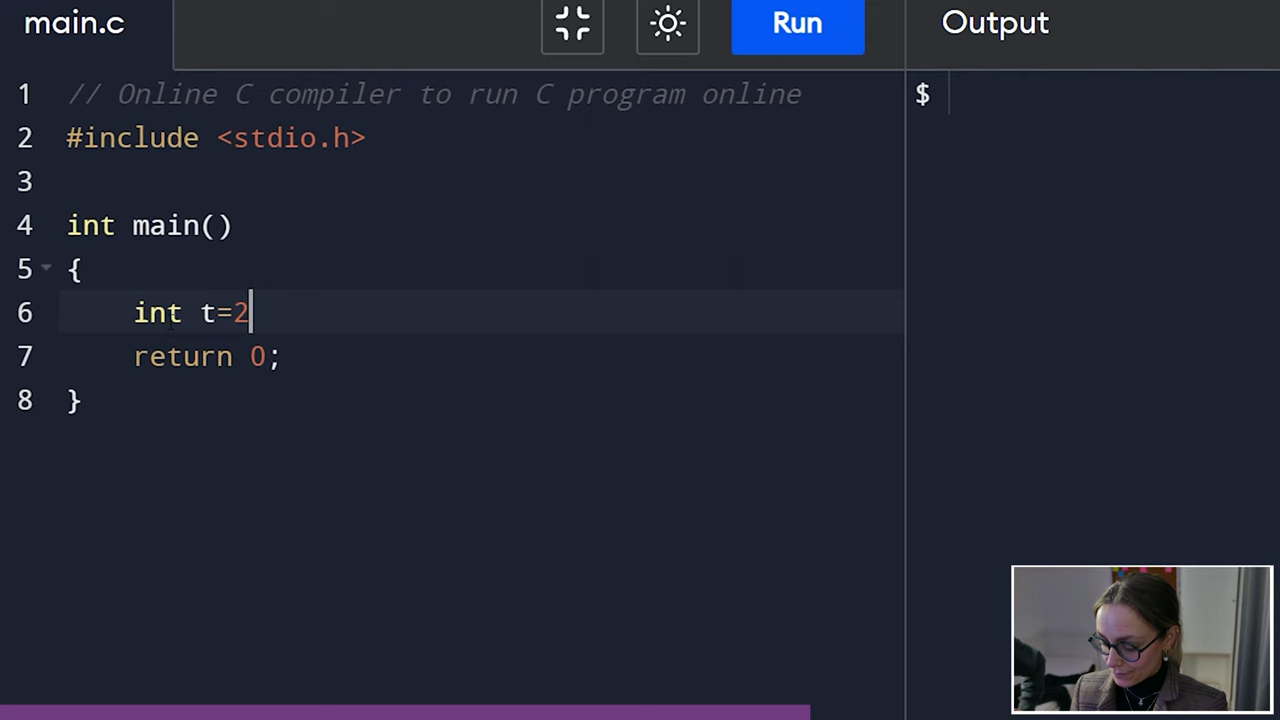 main.c Run Output
1 // Online C compiler to run C program online
$
2 #include <stdio.h>
3
4 int main()
5 {
6 int t=2
7 return 0;
8 }